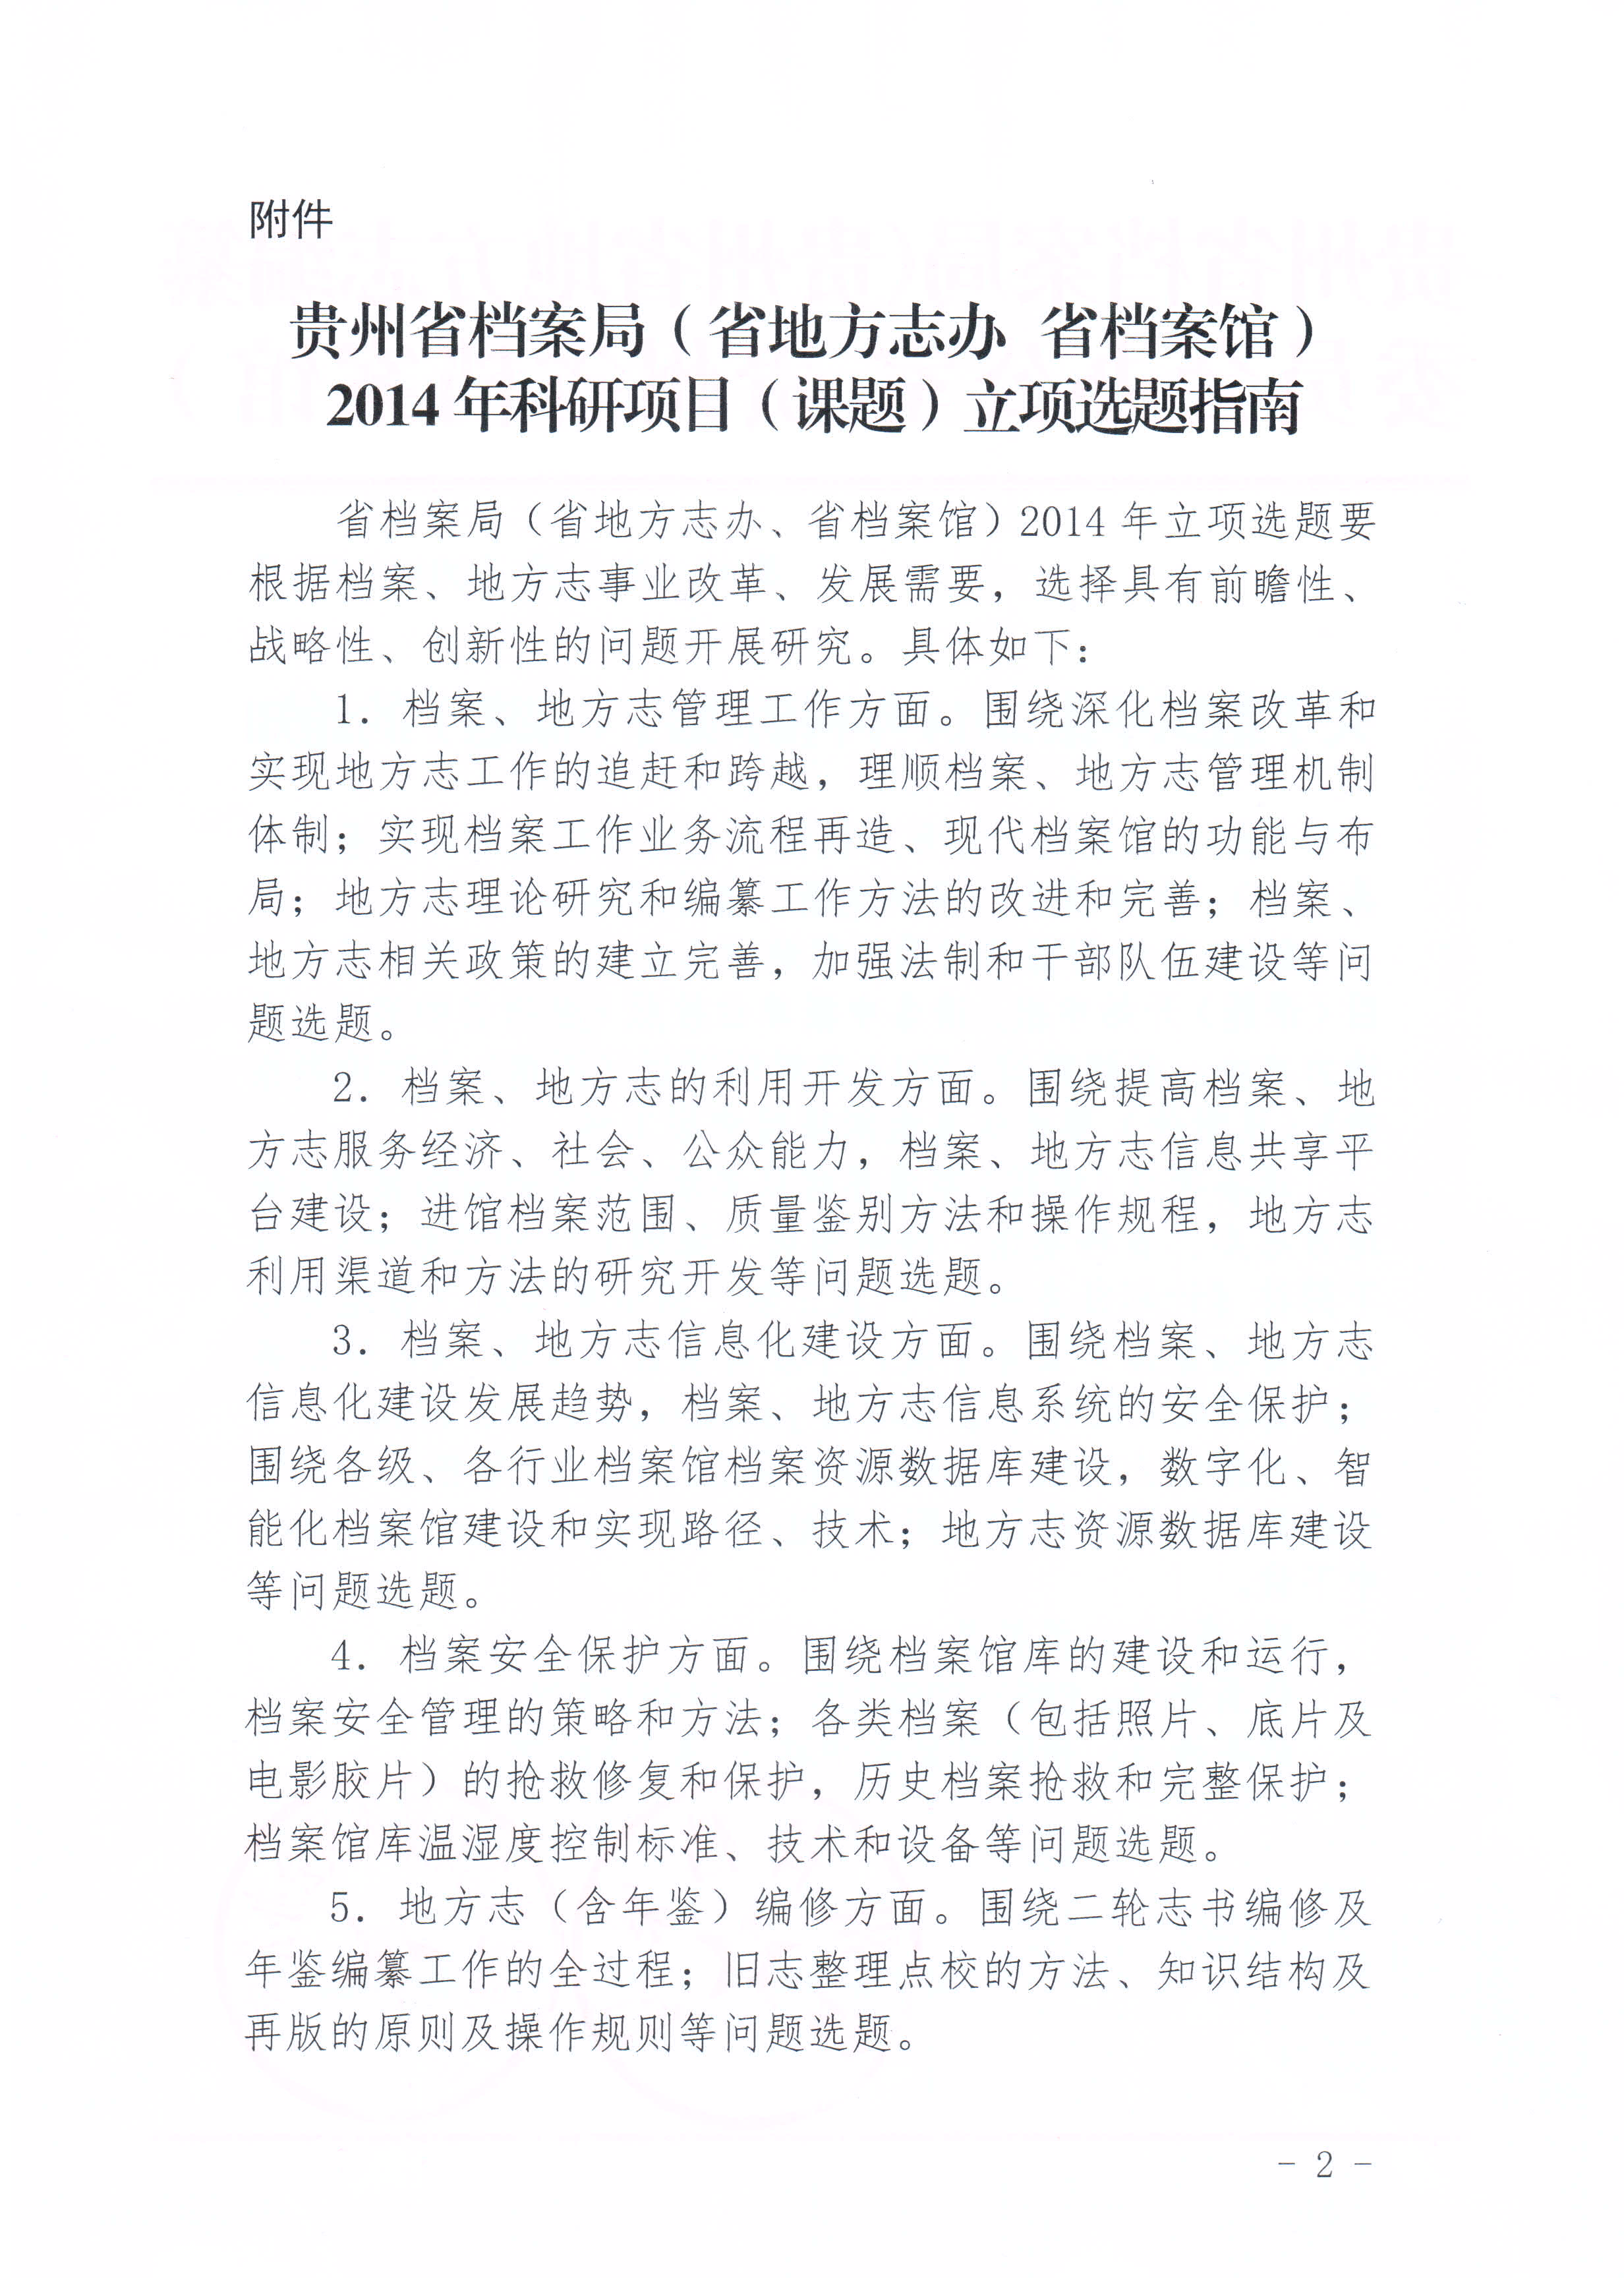 附件
贵州省档案局（省地方志办 省档案馆）
2014年科研项目（课题）立项选题指南
省档案局（省地方志办、省档案馆）2014年立项选题要
根据档案、地方志事业改革、发展需要，选择具有前瞻性、
战略性、创新性的问题开展研究。具体如下：
1．档案、地方志管理工作方面。围绕深化档案改革和
实现地方志工作的追赶和跨越，理顺档案、地方志管理机制
体制；实现档案工作业务流程再造、现代档案馆的功能与布
局；地方志理论研究和编纂工作方法的改进和完善；档案、
地方志相关政策的建立完善，加强法制和干部队伍建设等问
题选题。
2．档案、地方志的利用开发方面。围绕提高档案、地
方志服务经济、社会、公众能力，档案、地方志信息共享平
台建设；进馆档案范围、质量鉴别方法和操作规程，地方志
利用渠道和方法的研究开发等问题选题。
3．档案、地方志信息化建设方面。围绕档案、地方志
信息化建设发展趋势，档案、地方志信息系统的安全保护；
围绕各级、各行业档案馆档案资源数据库建设，数字化、智
能化档案馆建设和实现路径、技术；地方志资源数据库建设
等问题选题。
4．档案安全保护方面。围绕档案馆库的建设和运行，
档案安全管理的策略和方法；各类档案（包括照片、底片及
电影胶片）的抢救修复和保护，历史档案抢救和完整保护；
档案馆库温湿度控制标准、技术和设备等问题选题。
5．地方志（含年鉴）编修方面。围绕二轮志书编修及
年鉴编纂工作的全过程；旧志整理点校的方法、知识结构及
再版的原则及操作规则等问题选题。
- 2 -